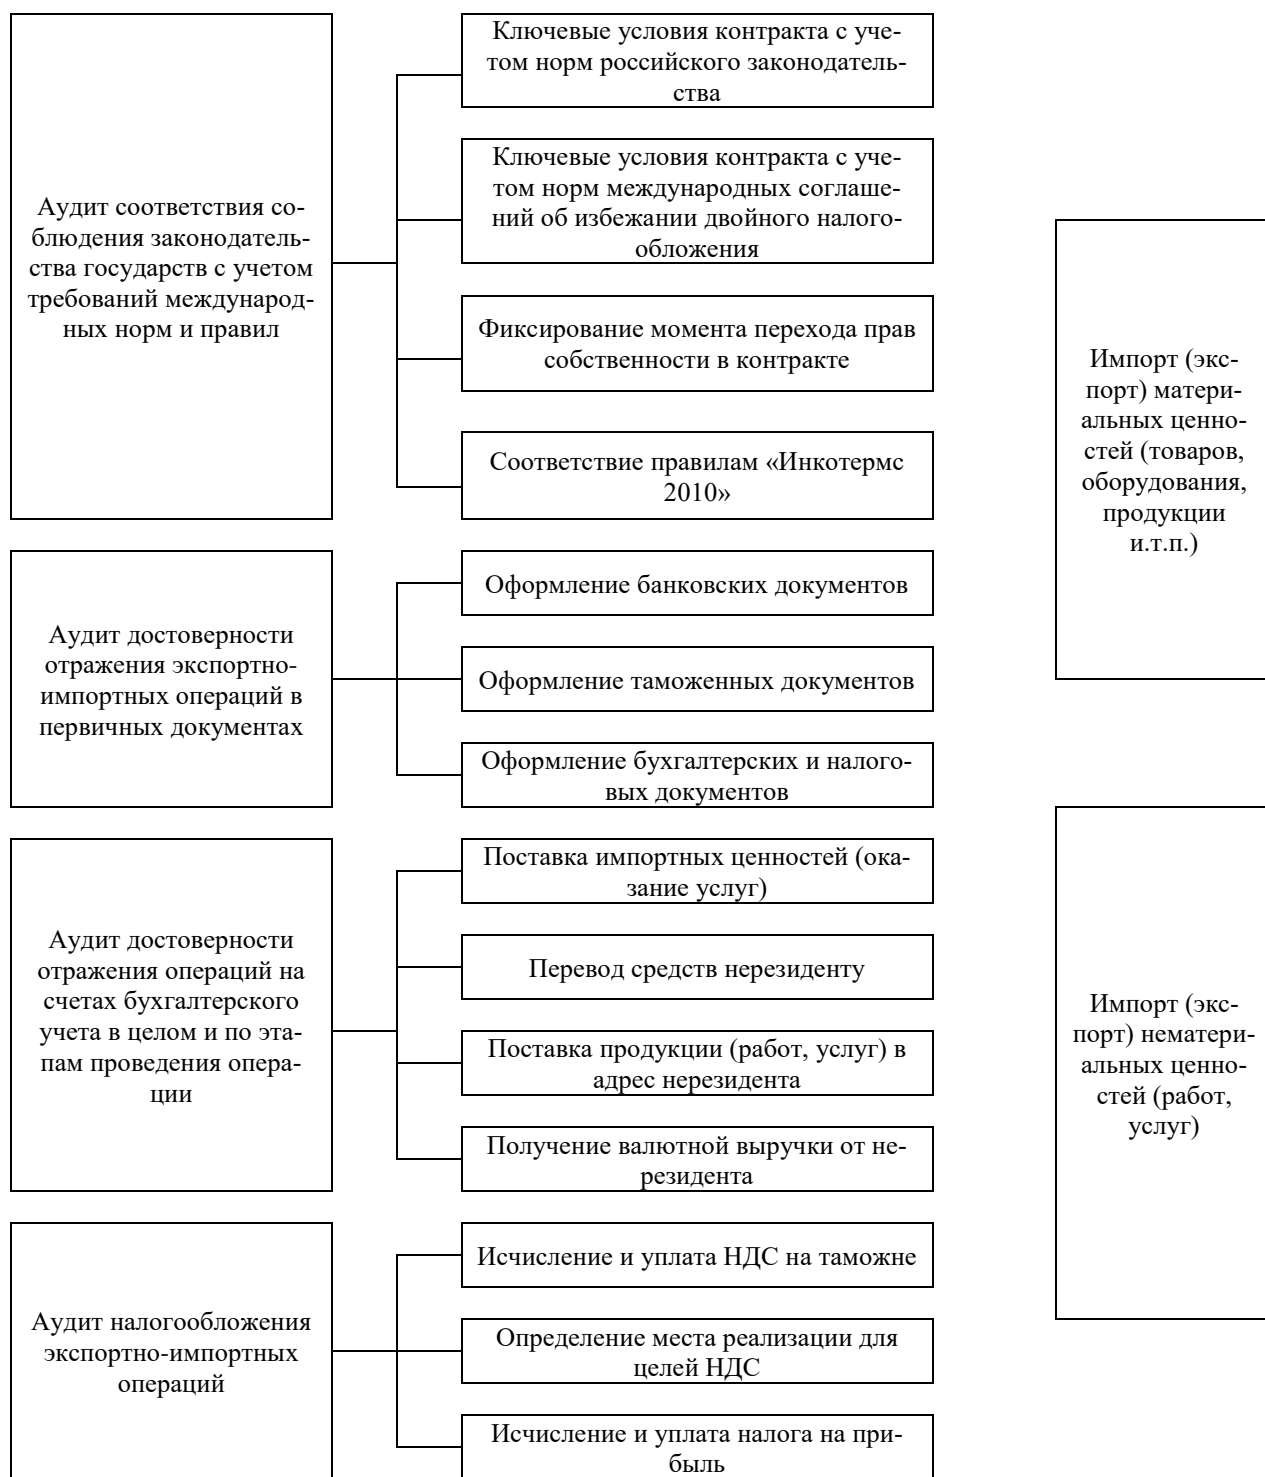 Аудит соответствия со-
блюдения законодатель-
ства государств с учетом
требований международ-
ных норм и правил
Ключевые условия контракта с уче-
том норм российского законодатель-
ства
Ключевые условия контракта с уче-
том норм международных соглаше-
ний об избежании двойного налого-
обложения
Фиксирование момента перехода прав
собственности в контракте
Соответствие правилам «Инкотермс
2010»
Аудит достоверности
отражения экспортно-
импортных операций в
первичных документах
Оформление банковских документов
Оформление таможенных документов
Оформление бухгалтерских и налого-
вых документов
Аудит достоверности
отражения операций на
счетах бухгалтерского
учета в целом и по эта-
пам проведения опера-
ции
Поставка импортных ценностей (ока-
зание услуг)
Перевод средств нерезиденту
Поставка продукции (работ, услуг) в
адрес нерезидента
Получение валютной выручки от не-
резидента
Аудит налогообложения
экспортно-импортных
операций
Исчисление и уплата НДС на таможне
Определение места реализации для
целей НДС
Исчисление и уплата налога на при-
быль
Импорт (экс-
порт) матери-
альных ценно-
стей (товаров,
оборудования,
продукции
и.т.п.)
Импорт (экс-
порт) нематери-
альных ценно-
стей (работ,
услуг)